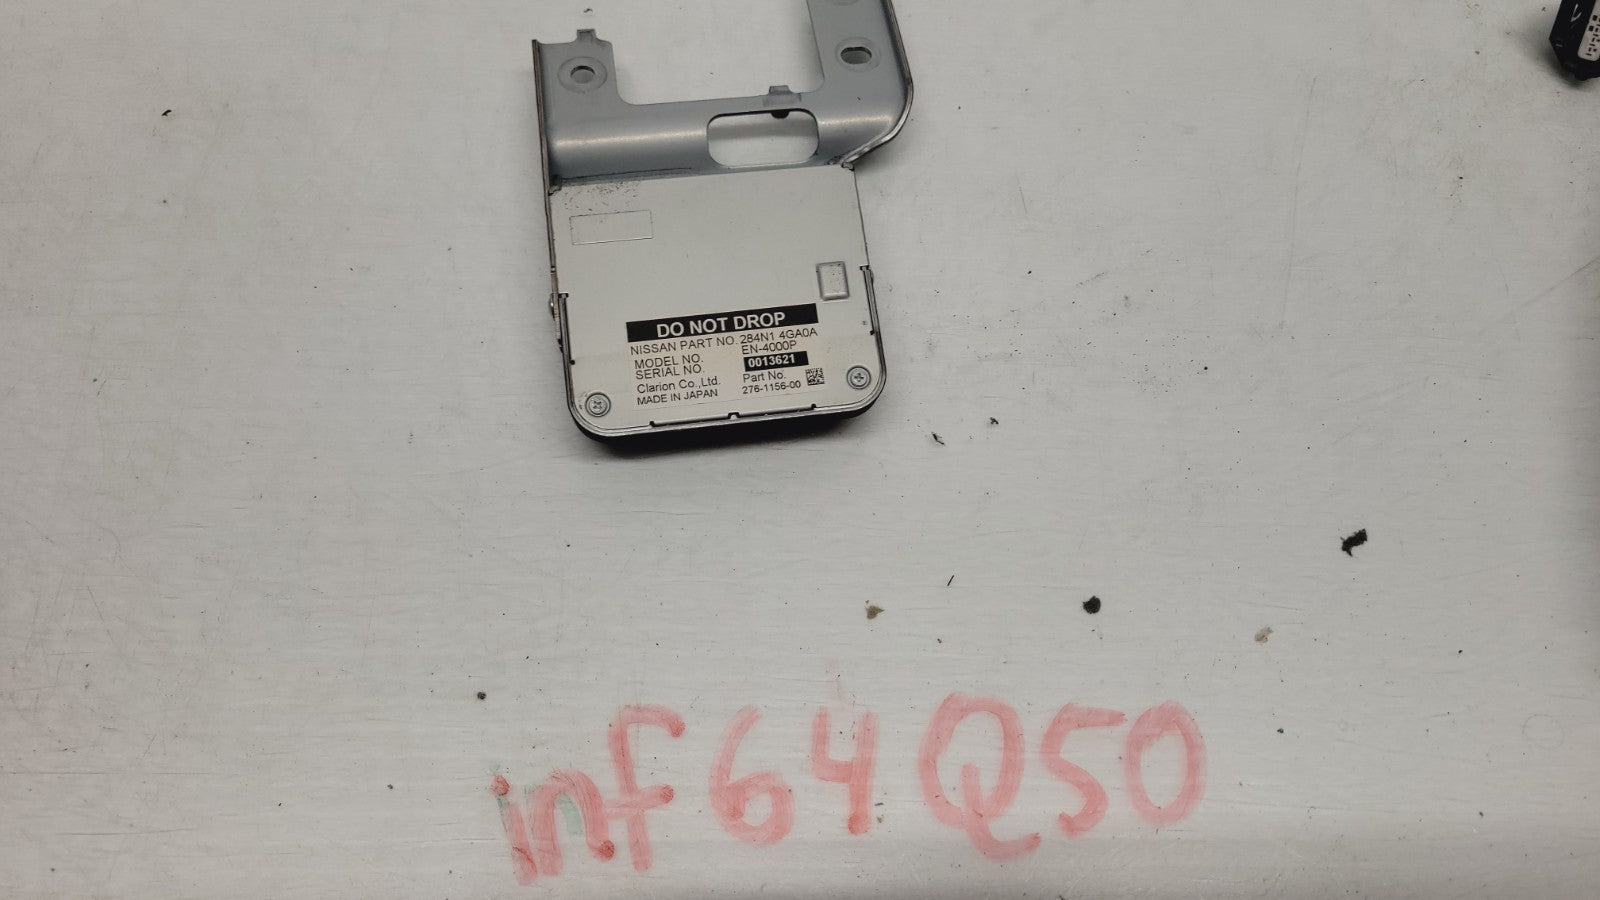 DO NOT DROP
NISSAN PART NO. 284N1 4GA0A
MODEL NO. EN-4000P
SERIAL NO. 0013621
Clarion Co.,Ltd. Part No.
MADE IN JAPAN 276-1156-00
inf64Q50